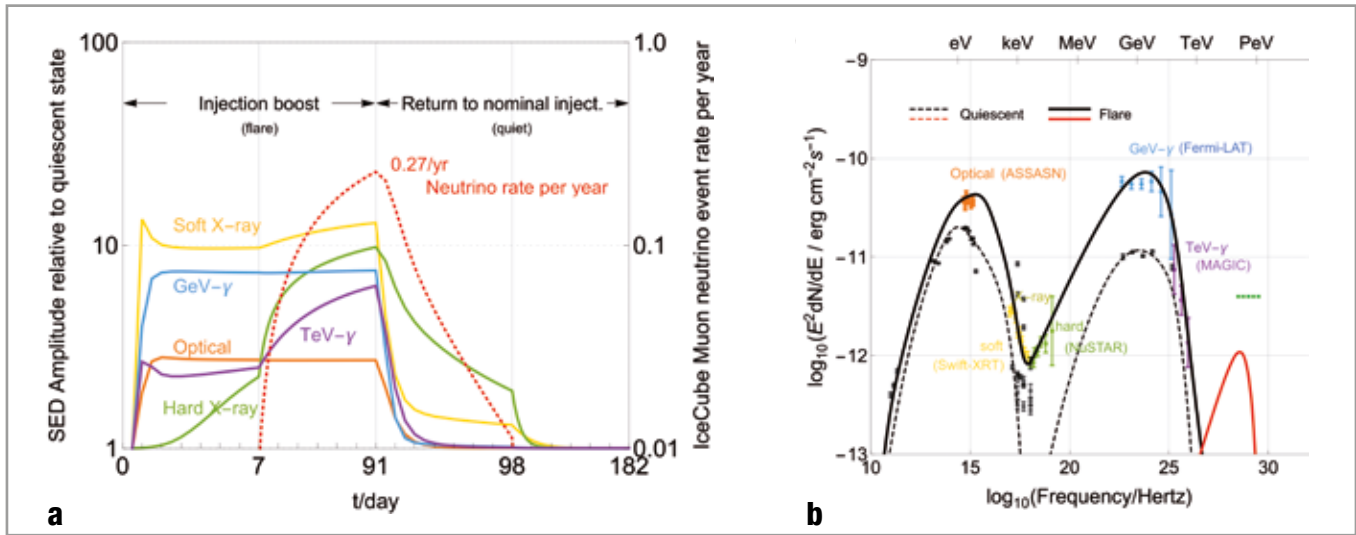 100
10
1
SED Amplitude relative to quiescent state
Injection boost
(flare)
Return to nominal inject.
(quiet)
0.27/yr
Neutrino rate per year
Soft X-ray
GeV-γ
Optical
TeV-γ
Hard X-ray
1.0
0.1
0.01
IceCube Muon neutrino event rate per year
0 7 91 98 182
t/day
a
eV keV MeV GeV TeV PeV
-9
-10
-11
-12
-13
log₁₀(E²dN/dE / erg cm⁻² s⁻¹)
Quiescent Flare
GeV-γ (Fermi-LAT)
Optical (ASSASN)
TeV-γ
(MAGIC)
X-ray
soft
(Swift-XRT)
hard
(NuSTAR)
10 15 20 25 30
log₁₀(Frequency/Hertz)
b